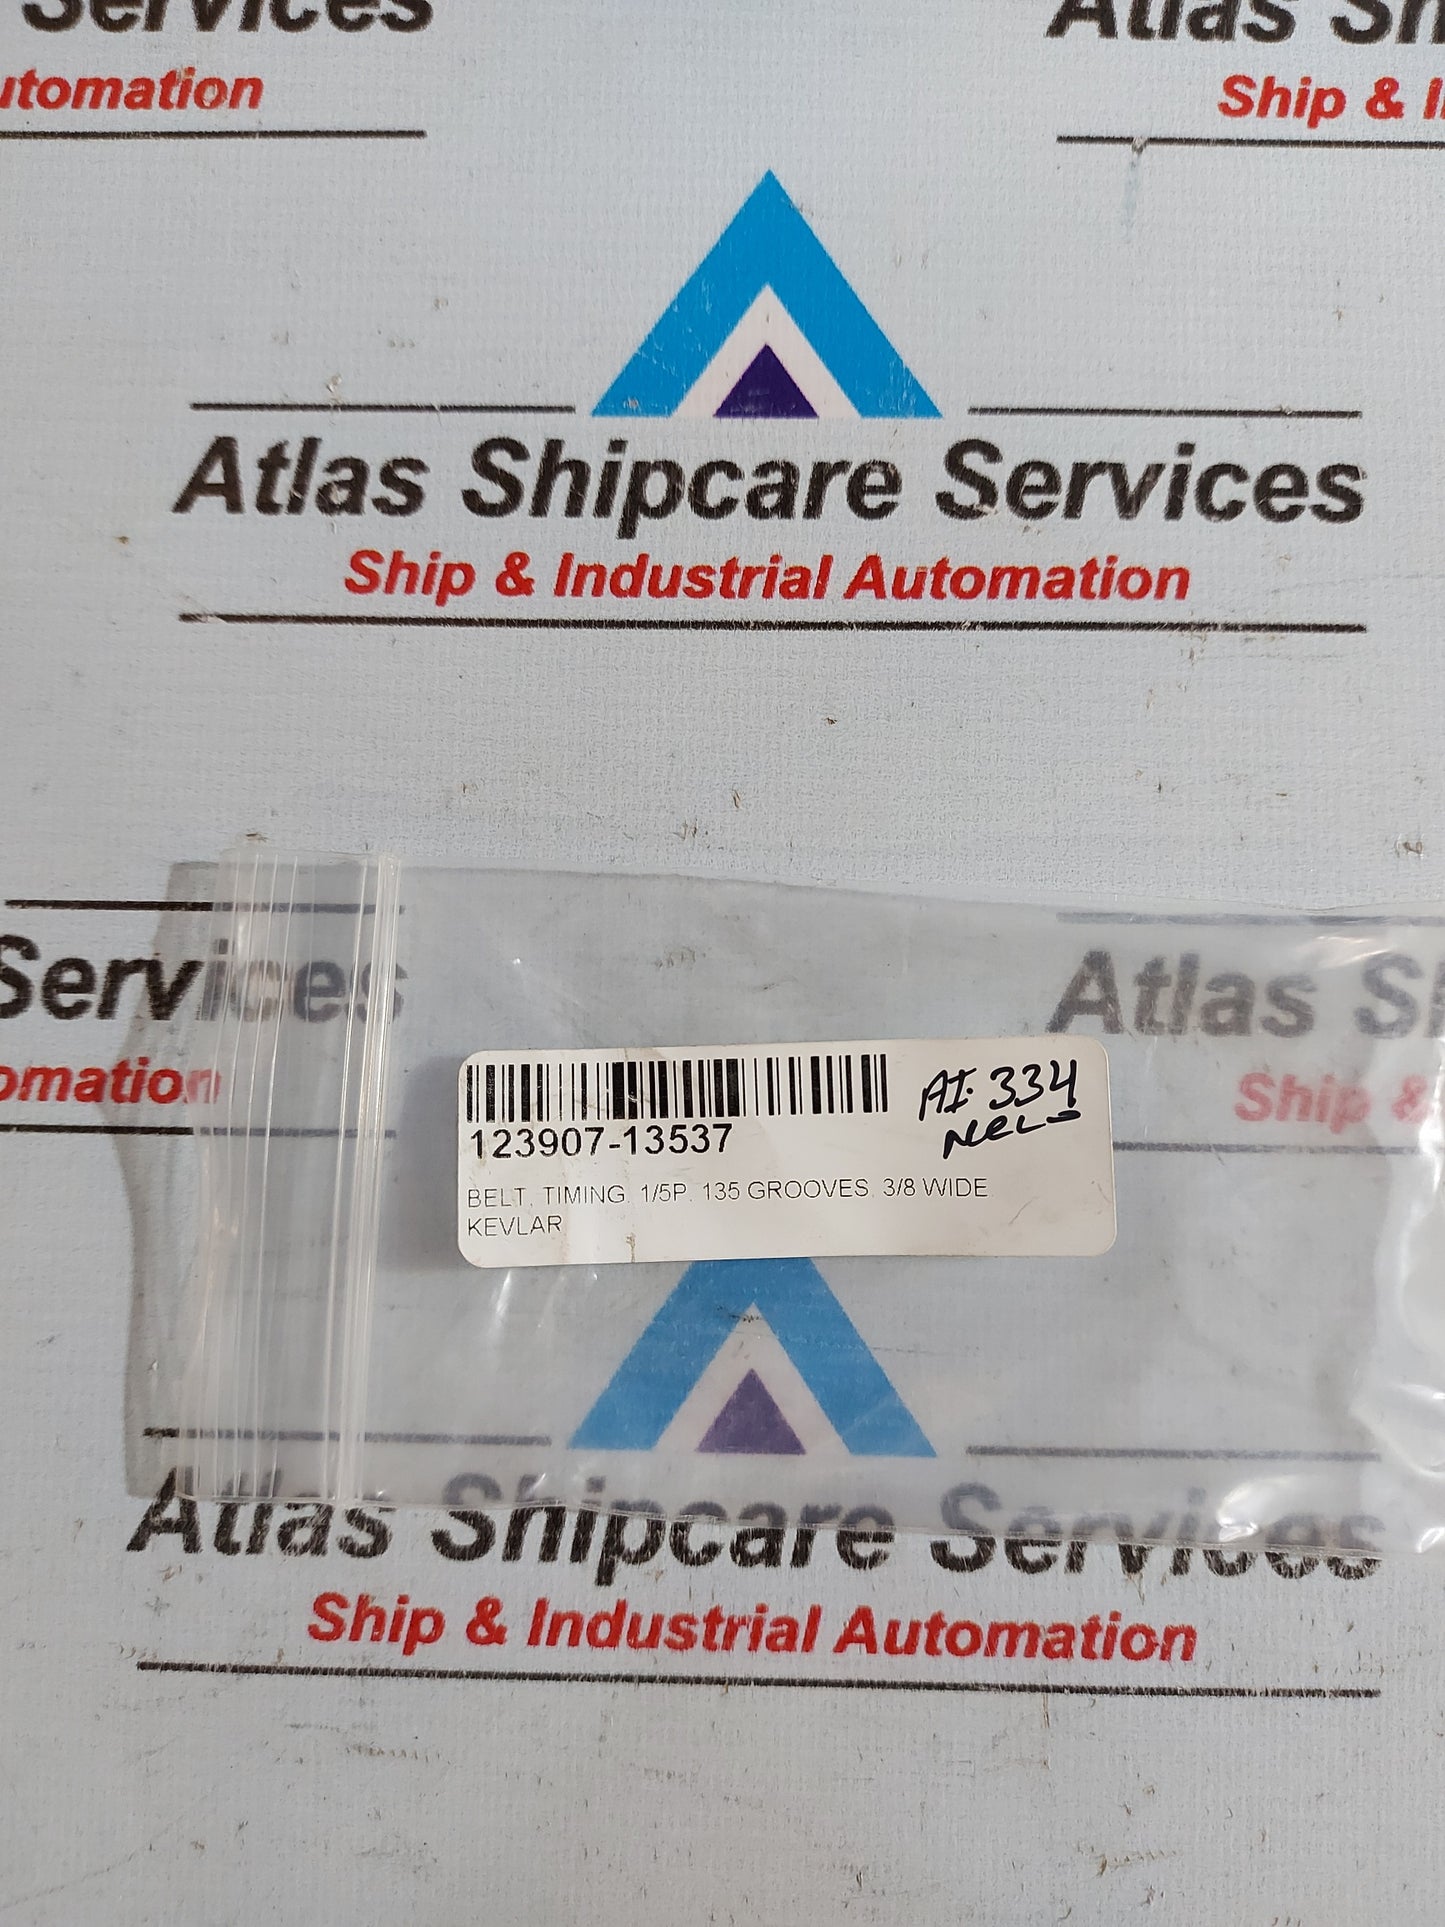 Services
Atlas Sh
utomation
Ship & I
Atlas Shipcare Services
Ship & Industrial Automation
Services
Atlas S
omation
Ship &
AI. 334
123907-13537
BELT, TIMING, 1/5P, 135 GROOVES, 3/8 WIDE
KEVLAR
Atlas Shipcare Services
Ship & Industrial Automation